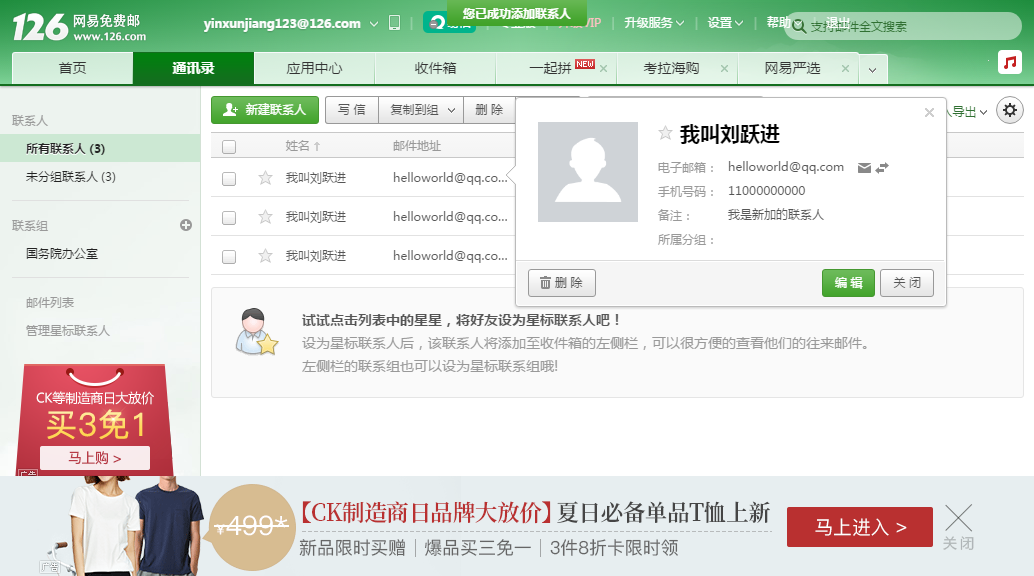 126 网易免费邮
www.126.com
yinxunjiang123@126.com
您已成功添加联系人
VIP
升级服务
设置
帮助
退出
支持邮件全文搜索
首页
通讯录
应用中心
收件箱
一起拼 NEW
考拉海购
网易严选
联系人
所有联系人 (3)
未分组联系人 (3)
联系组
国务院办公室
邮件列表
管理星标联系人
新建联系人
写 信
复制到组
删 除
导出
姓名↑
邮件地址
我叫刘跃进 helloworld@qq.co...
我叫刘跃进 helloworld@qq.co...
我叫刘跃进 helloworld@qq.co...
我叫刘跃进
电子邮箱： helloworld@qq.com
手机号码： 11000000000
备注： 我是新加的联系人
所属分组：
删 除
编 辑
关 闭
试试点击列表中的星星，将好友设为星标联系人吧！
设为星标联系人后，该联系人将添加至收件箱的左侧栏，可以很方便的查看他们的往来邮件。
左侧栏的联系组也可以设为星标联系组哦!
CK等制造商日大放价
买3免1
马上购 >
广告
¥499*
【CK制造商日品牌大放价】夏日必备单品T恤上新
新品限时买赠｜爆品买三免一｜3件8折卡限时领
马上进入 >
关闭
广告